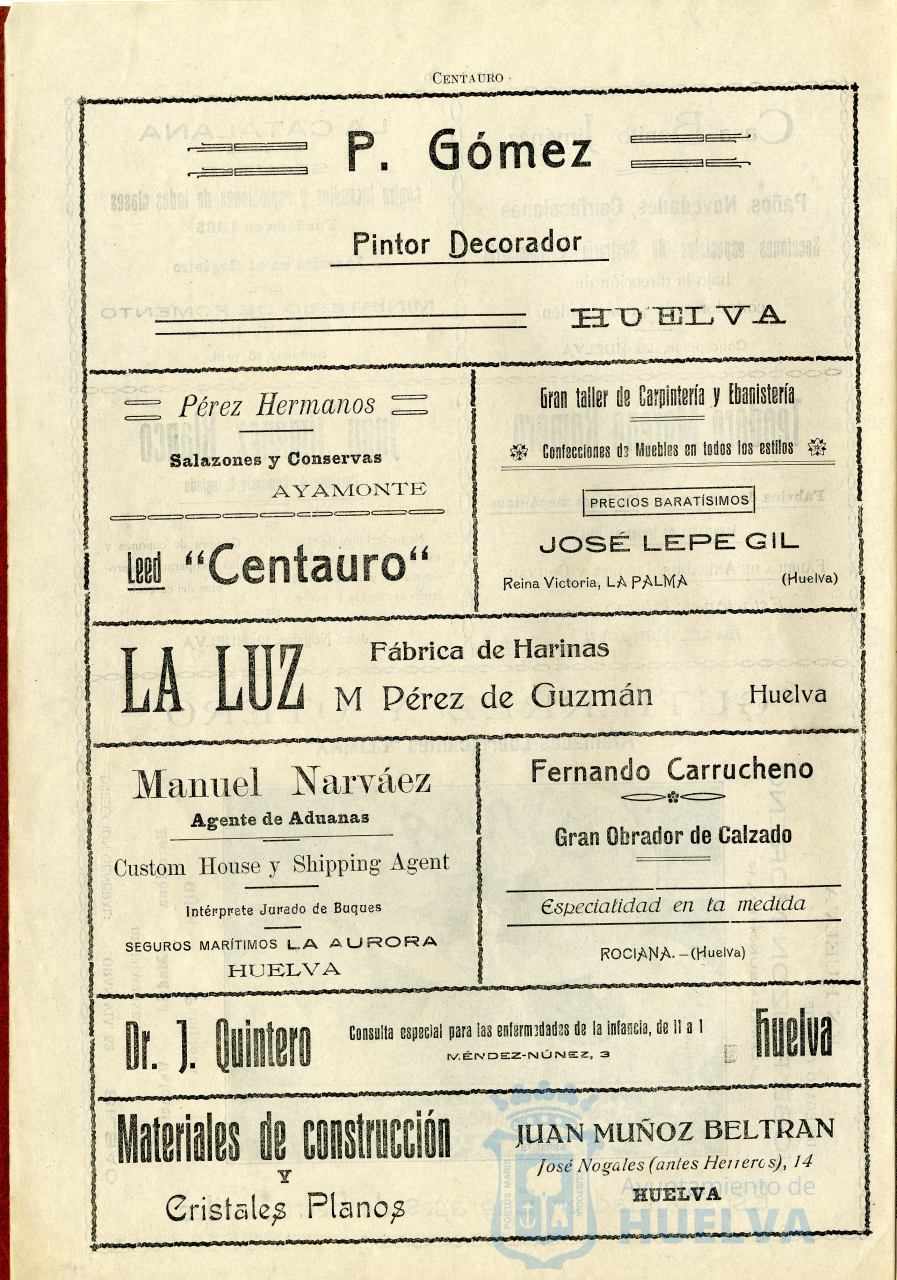 CENTAURO
P. Gómez
Pintor Decorador
HUELVA
Pérez Hermanos
Salazones y Conservas
AYAMONTE
Leed "Centauro"
Gran taller de Carpintería y Ebanistería
Confecciones de Muebles en todos los estilos
PRECIOS BARATÍSIMOS
JOSÉ LEPE GIL
Reina Victoria, LA PALMA (Huelva)
LA LUZ
Fábrica de Harinas
M Pérez de Guzmán Huelva
Manuel Narváez
Agente de Aduanas
Custom House y Shipping Agent
Intérprete Jurado de Buques
SEGUROS MARÍTIMOS LA AURORA
HUELVA
Fernando Carrucheno
Gran Obrador de Calzado
Especialidad en la medida
ROCIANA.-(Huelva)
Dr. J. Quintero
Consulta especial para las enfermedades de la infancia, de 11 a 1
MÉNDEZ-NÚNEZ, 3
Huelva
Materiales de construcción
Y
Cristales Planos
JUAN MUÑOZ BELTRAN
José Nogales (antes Herreros), 14
HUELVA
Ayuntamiento de
HUELVA